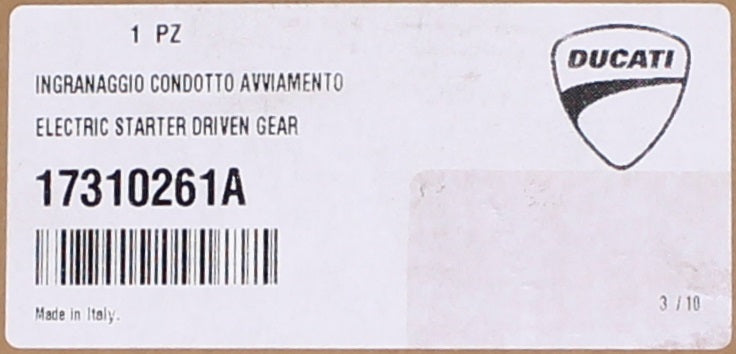 1 PZ
DUCATI
INGRANAGGIO CONDOTTO AVVIAMENTO
ELECTRIC STARTER DRIVEN GEAR
17310261A
Made in Italy.
3 / 10